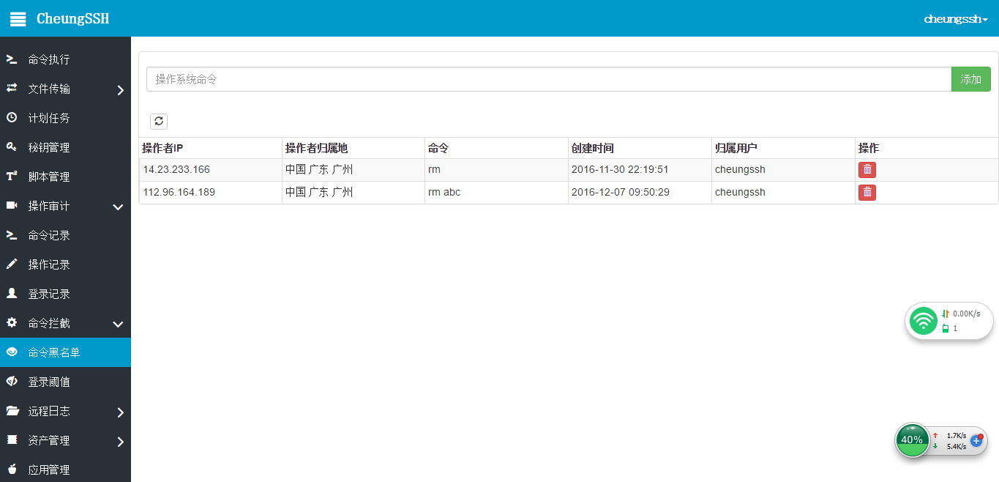 CheungSSH
cheungssh
命令执行
文件传输
计划任务
秘钥管理
脚本管理
操作审计
命令记录
操作记录
登录记录
命令拦截
命令黑名单
登录阈值
远程日志
资产管理
应用管理
操作系统命令
添加
操作者IP 操作者归属地 命令 创建时间 归属用户 操作
14.23.233.166 中国 广东 广州 rm 2016-11-30 22:19:51 cheungssh
112.96.164.189 中国 广东 广州 rm abc 2016-12-07 09:50:29 cheungssh
0.00K/s
1
40%
1.7K/s
5.4K/s